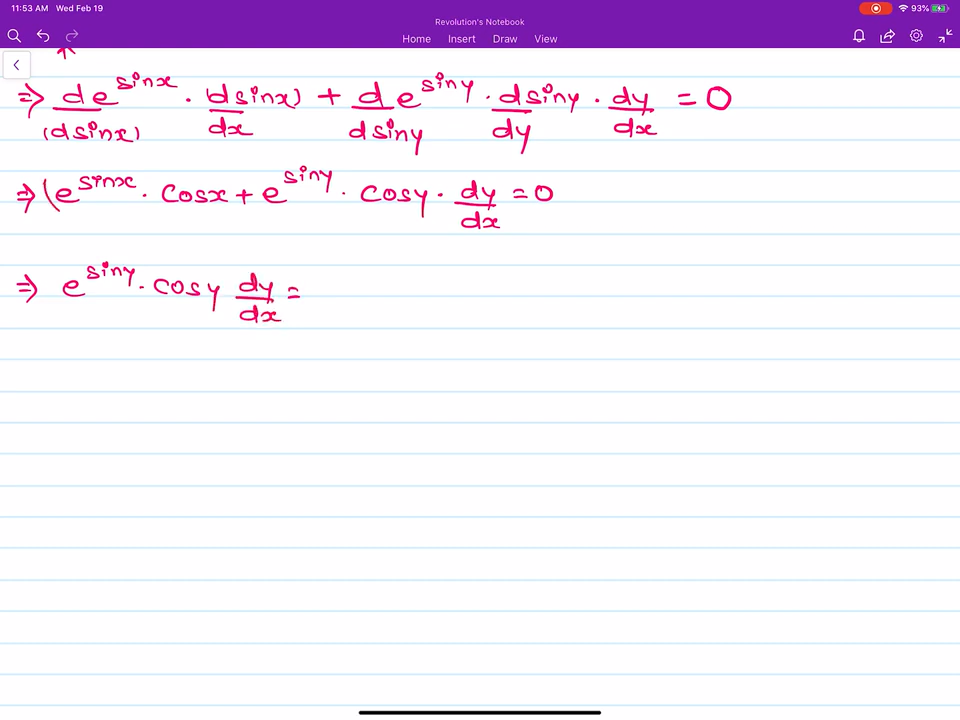 11:53 AM Wed Feb 19
93%
Revolution's Notebook
Home Insert Draw View
⇒ de^sinx/(dsinx) · (dsinx)/dx + de^siny/dsiny · dsiny/dy · dy/dx = 0
⇒ (e^sinx · cosx + e^siny · cosy · dy/dx = 0
⇒ e^siny · cosy dy/dx =